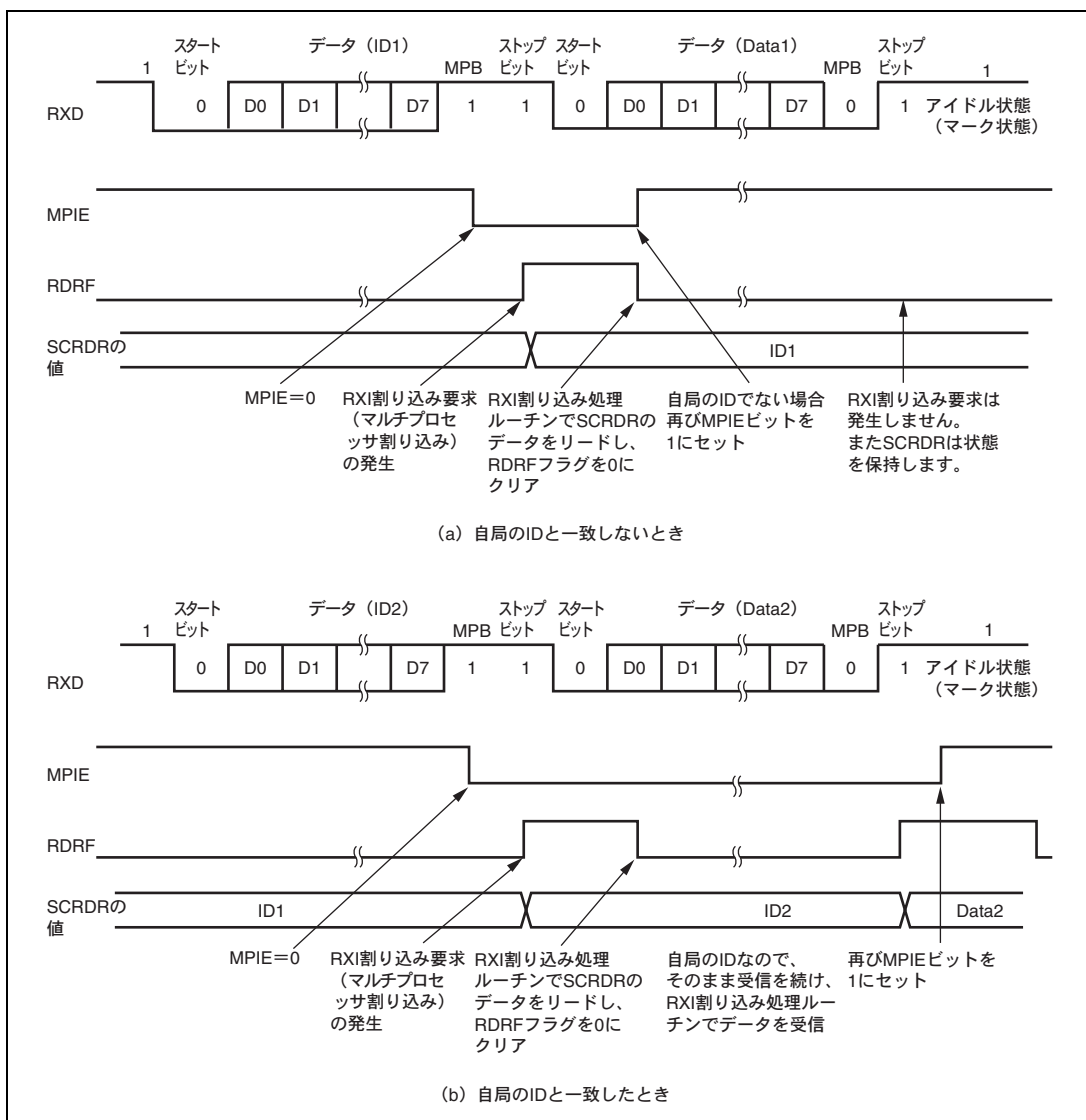 スタート
ビット
データ（ID1）
ストップ
ビット
スタート
ビット
データ（Data1）
ストップ
ビット
1
MPB
MPB
1
RXD
0 D0 D1 D7 1 1 0 D0 D1 D7 0 1 アイドル状態
（マーク状態）
MPIE
RDRF
SCRDRの
値
ID1
MPIE＝0
RXI割り込み要求
（マルチプロセ
ッサ割り込み）
の発生
RXI割り込み処理
ルーチンでSCRDRの
データをリードし、
RDRFフラグを0に
クリア
自局のIDでない場合
再びMPIEビットを
1にセット
RXI割り込み要求は
発生しません。
またSCRDRは状態
を保持します。
（a）自局のIDと一致しないとき
スタート
ビット
データ（ID2）
ストップ
ビット
スタート
ビット
データ（Data2）
ストップ
ビット
1
MPB
MPB
1
RXD
0 D0 D1 D7 1 1 0 D0 D1 D7 0 1 アイドル状態
（マーク状態）
MPIE
RDRF
SCRDRの
値
ID1 ID2 Data2
MPIE＝0
RXI割り込み要求
（マルチプロセ
ッサ割り込み）
の発生
RXI割り込み処理
ルーチンでSCRDRの
データをリードし、
RDRFフラグを0に
クリア
自局のIDなので、
そのまま受信を続け、
RXI割り込み処理ルー
チンでデータを受信
再びMPIEビットを
1にセット
（b）自局のIDと一致したとき